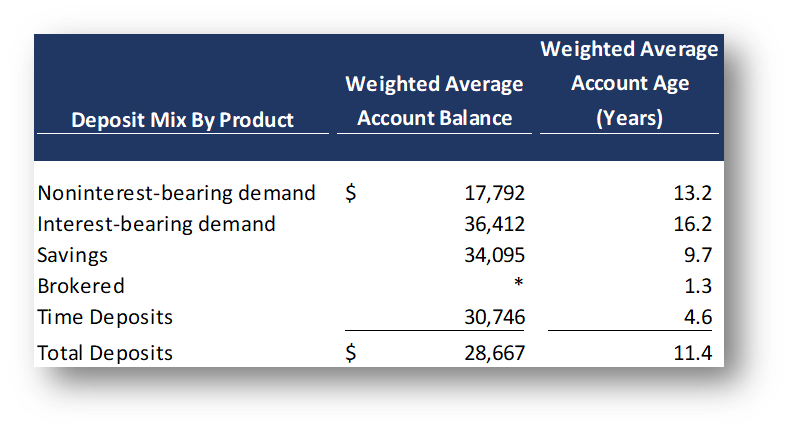 Weighted Average
Weighted Average Account Age
Deposit Mix By Product Account Balance (Years)
Noninterest-bearing demand $ 17,792 13.2
Interest-bearing demand 36,412 16.2
Savings 34,095 9.7
Brokered * 1.3
Time Deposits 30,746 4.6
Total Deposits $ 28,667 11.4